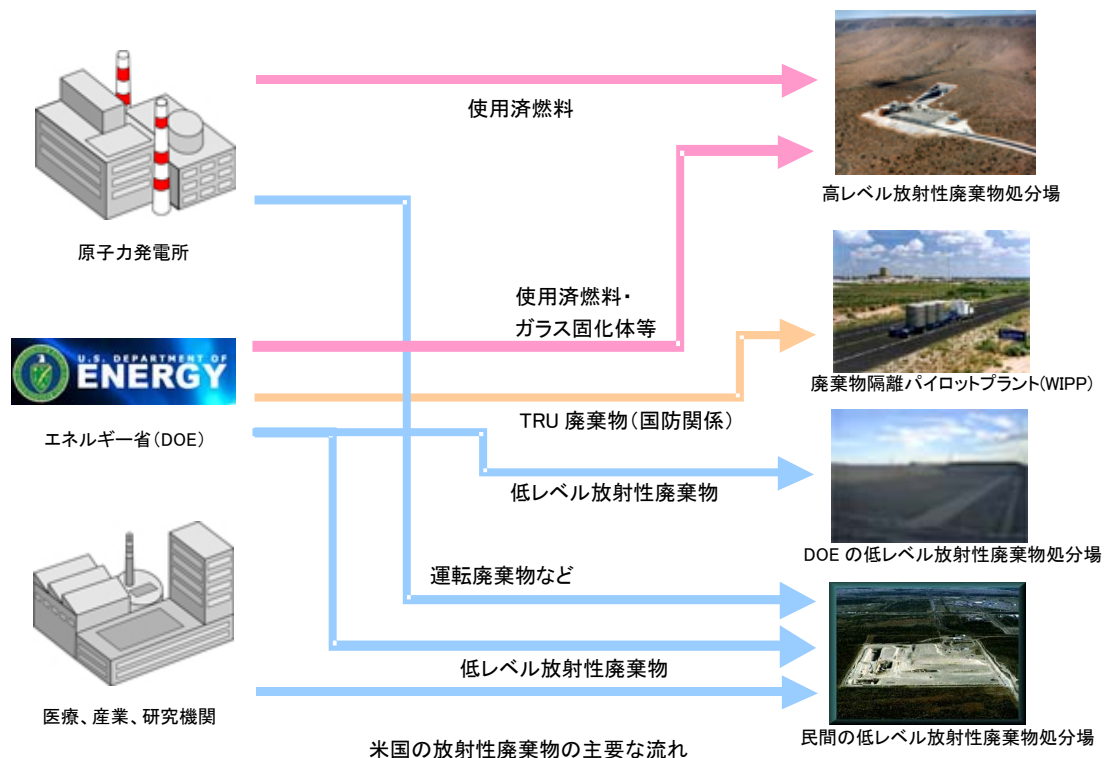 使用済燃料
高レベル放射性廃棄物処分場
原子力発電所
使用済燃料・
ガラス固化体等
U.S. DEPARTMENT OF
ENERGY
廃棄物隔離パイロットプラント(WIPP)
TRU 廃棄物(国防関係)
エネルギー省(DOE)
低レベル放射性廃棄物
DOE の低レベル放射性廃棄物処分場
運転廃棄物など
低レベル放射性廃棄物
医療、産業、研究機関
民間の低レベル放射性廃棄物処分場
米国の放射性廃棄物の主要な流れ